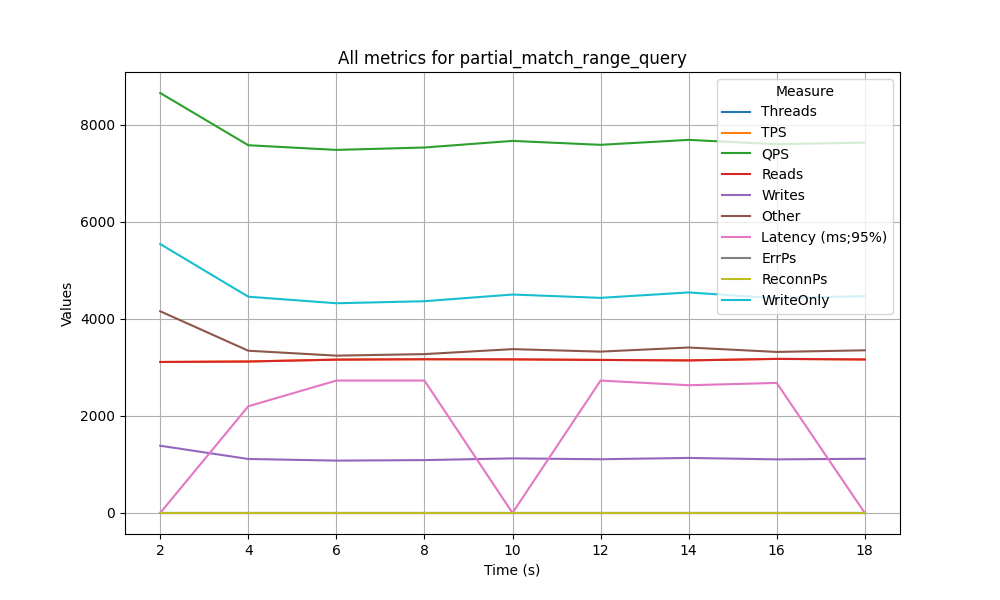 All metrics for partial_match_range_query
Measure
Threads
TPS
QPS
Reads
Writes
Other
Latency (ms;95%)
ErrPs
ReconnPs
WriteOnly
Values
8000
6000
4000
2000
0
2 4 6 8 10 12 14 16 18
Time (s)